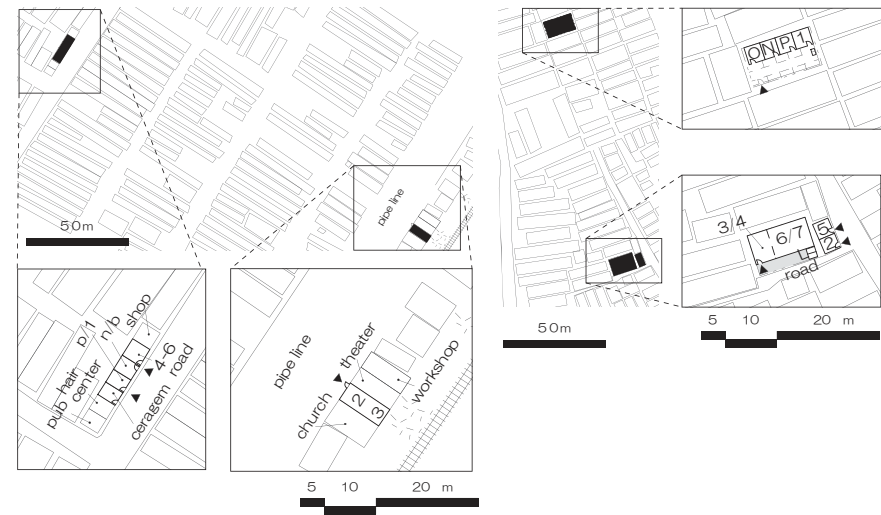 pipe line
50m
pub hair
center
p/1
n/b
shop
4-6
ceragem road
pipe line
church
theater
2
3
workshop
5 10 20 m
O N P 1
3/4
6/7
5
2
road
50m
5 10 20 m